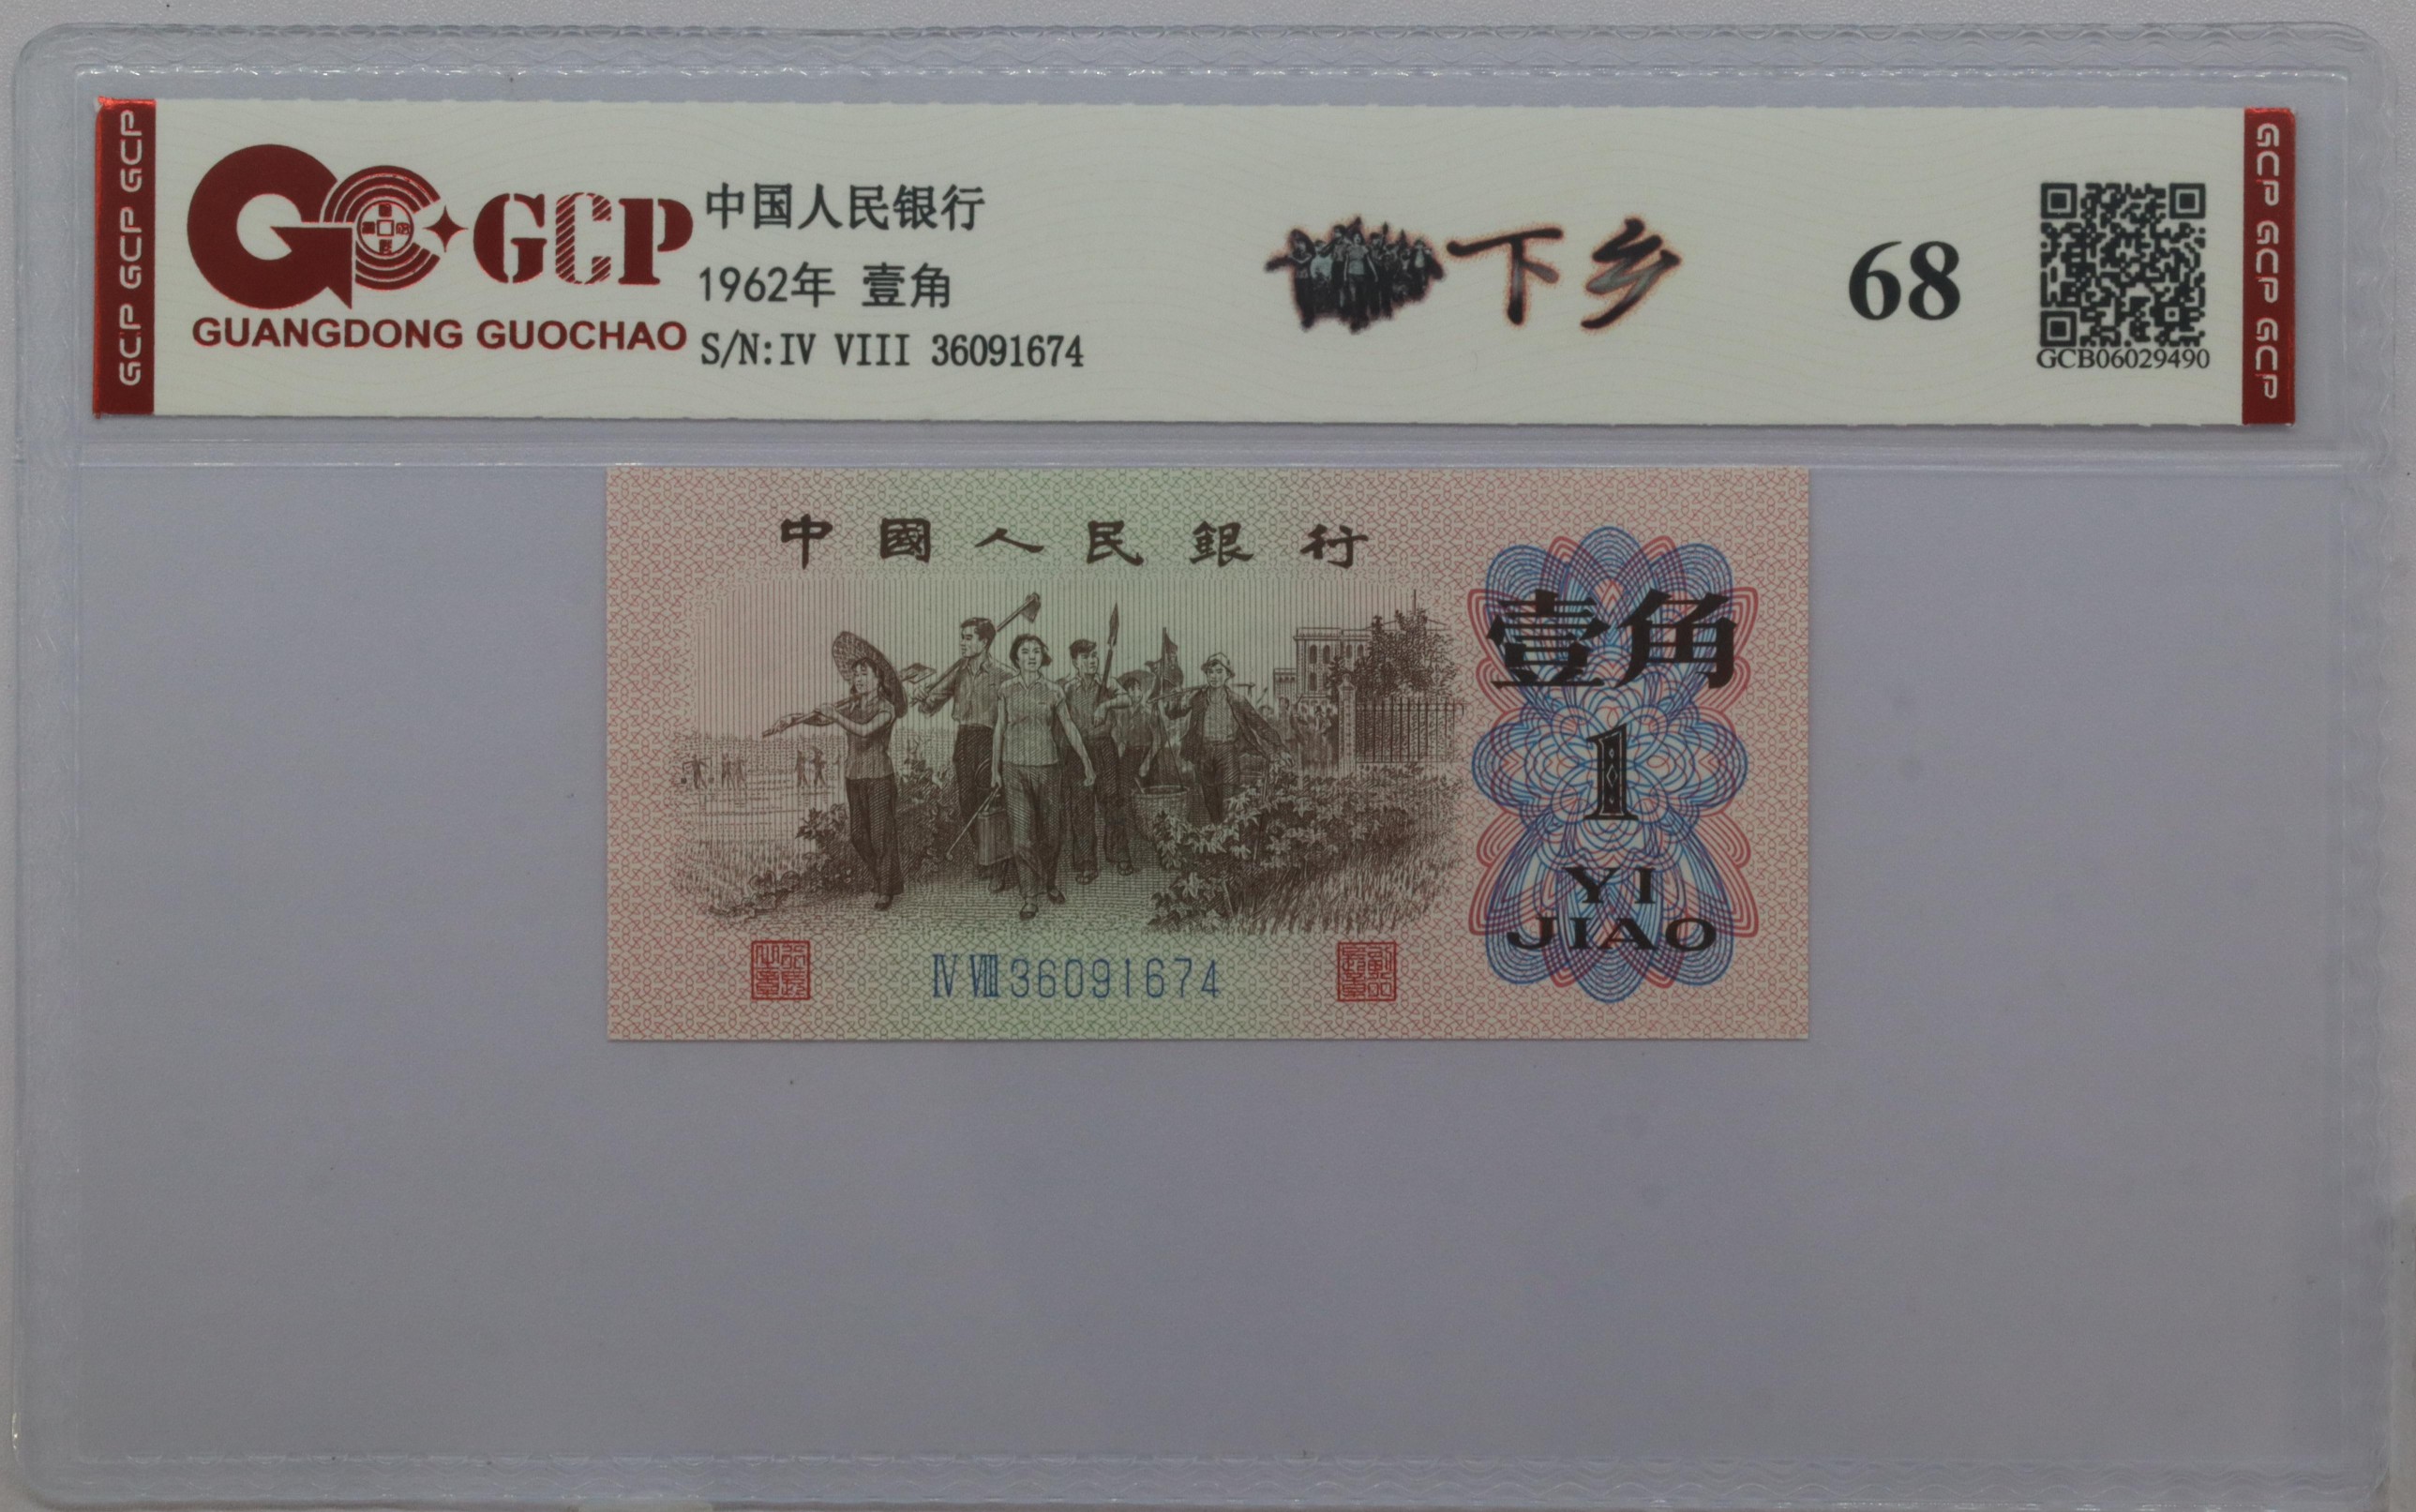 GCP GCP GCP
GCP
GUANGDONG GUOCHAO
中国人民银行
1962年 壹角
S/N:IV VIII 36091674
下乡
68
GCB06029490
GCP GCP GCP
中國人民銀行
壹角
1
YI
JIAO
Ⅳ Ⅷ 36091674